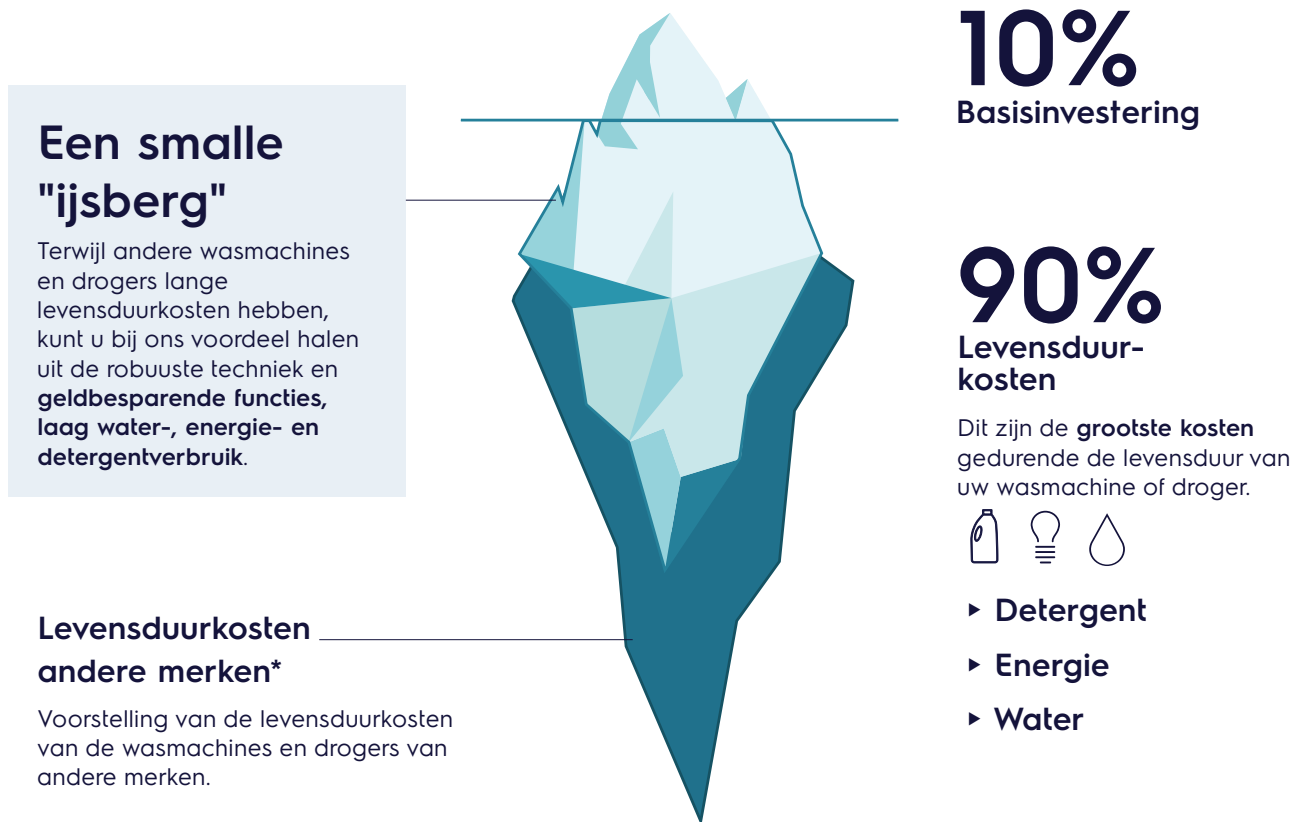 Een smalle
"ijsberg"
Terwijl andere wasmachines
en drogers lange
levensduurkosten hebben,
kunt u bij ons voordeel halen
uit de robuuste techniek en
geldbesparende functies,
laag water-, energie- en
detergentverbruik.
Levensduurkosten
andere merken*
Voorstelling van de levensduurkosten
van de wasmachines en drogers van
andere merken.
10%
Basisinvestering
90%
Levensduur-
kosten
Dit zijn de grootste kosten
gedurende de levensduur van
uw wasmachine of droger.
Detergent
Energie
Water